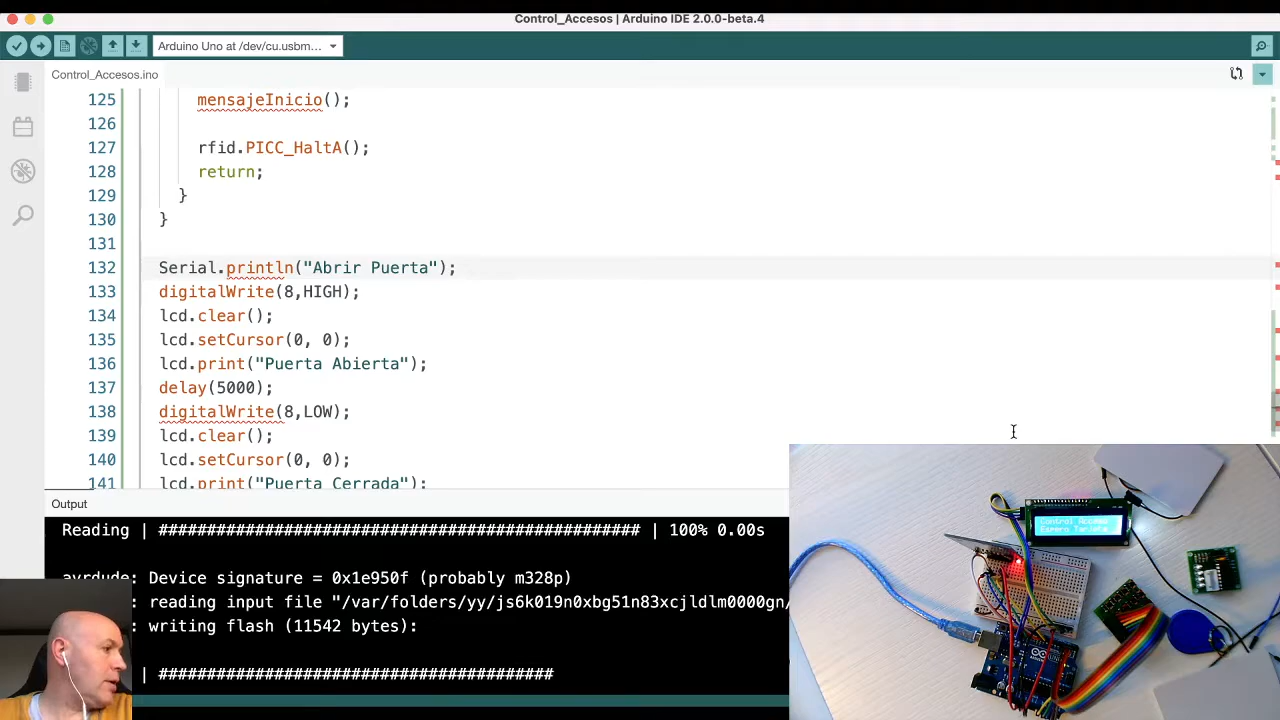 Control_Accesos | Arduino IDE 2.0.0-beta.4
Arduino Uno at /dev/cu.usbm...
Control_Accesos.ino
125 mensajeInicio();
126
127 rfid.PICC_HaltA();
128 return;
129 }
130 }
131
132 Serial.println("Abrir Puerta");
133 digitalWrite(8,HIGH);
134 lcd.clear();
135 lcd.setCursor(0, 0);
136 lcd.print("Puerta Abierta");
137 delay(5000);
138 digitalWrite(8,LOW);
139 lcd.clear();
140 lcd.setCursor(0, 0);
141 lcd.print("Puerta Cerrada");
Output
Reading | ################################################## | 100% 0.00s
avrdude: Device signature = 0x1e950f (probably m328p)
: reading input file "/var/folders/yy/js6k019n0xbg51n83xcjldlm0000gn/
: writing flash (11542 bytes):
| #########################################
Control Acceso
Espero Tarjeta